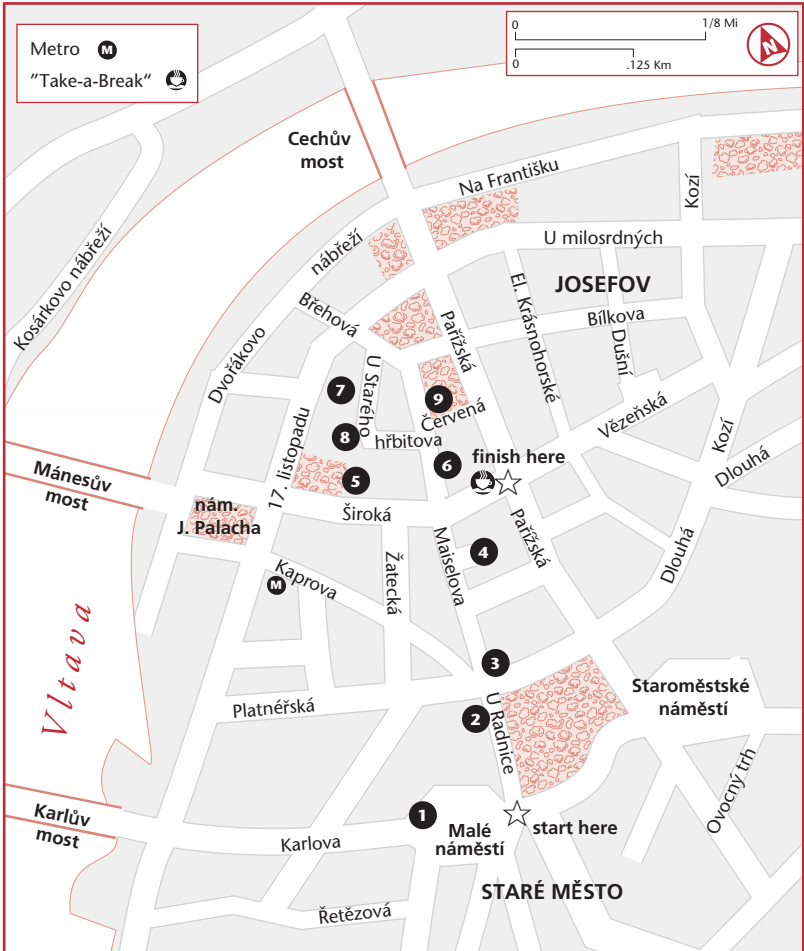 Metro M
"Take-a-Break"
0 1/8 Mi
0 .125 Km
N
Cechův
most
Na Františku
Kozí
nábřeží
U milosrdných
Kosárkovo nábřeží
JOSEFOV
Břehová
Pařížská
El. Krásnohorské
Bílkova
Dušní
Dvořákovo
U Starého
7
9
Červená
Vězeňská
17. listopadu
8
hřbitova
Kozí
Dlouhá
Mánesův
most
6
finish here
5
nám.
J. Palacha
Široká
Pařížská
Maiselova
4
Žatecká
Dlouhá
M
Kaprova
Vltava
3
Staroměstské
náměstí
Platnéřská
2
U Radnice
Ovocný trh
Karlův
most
1
Malé
náměstí
start here
Karlova
STARÉ MĚSTO
Řetězová